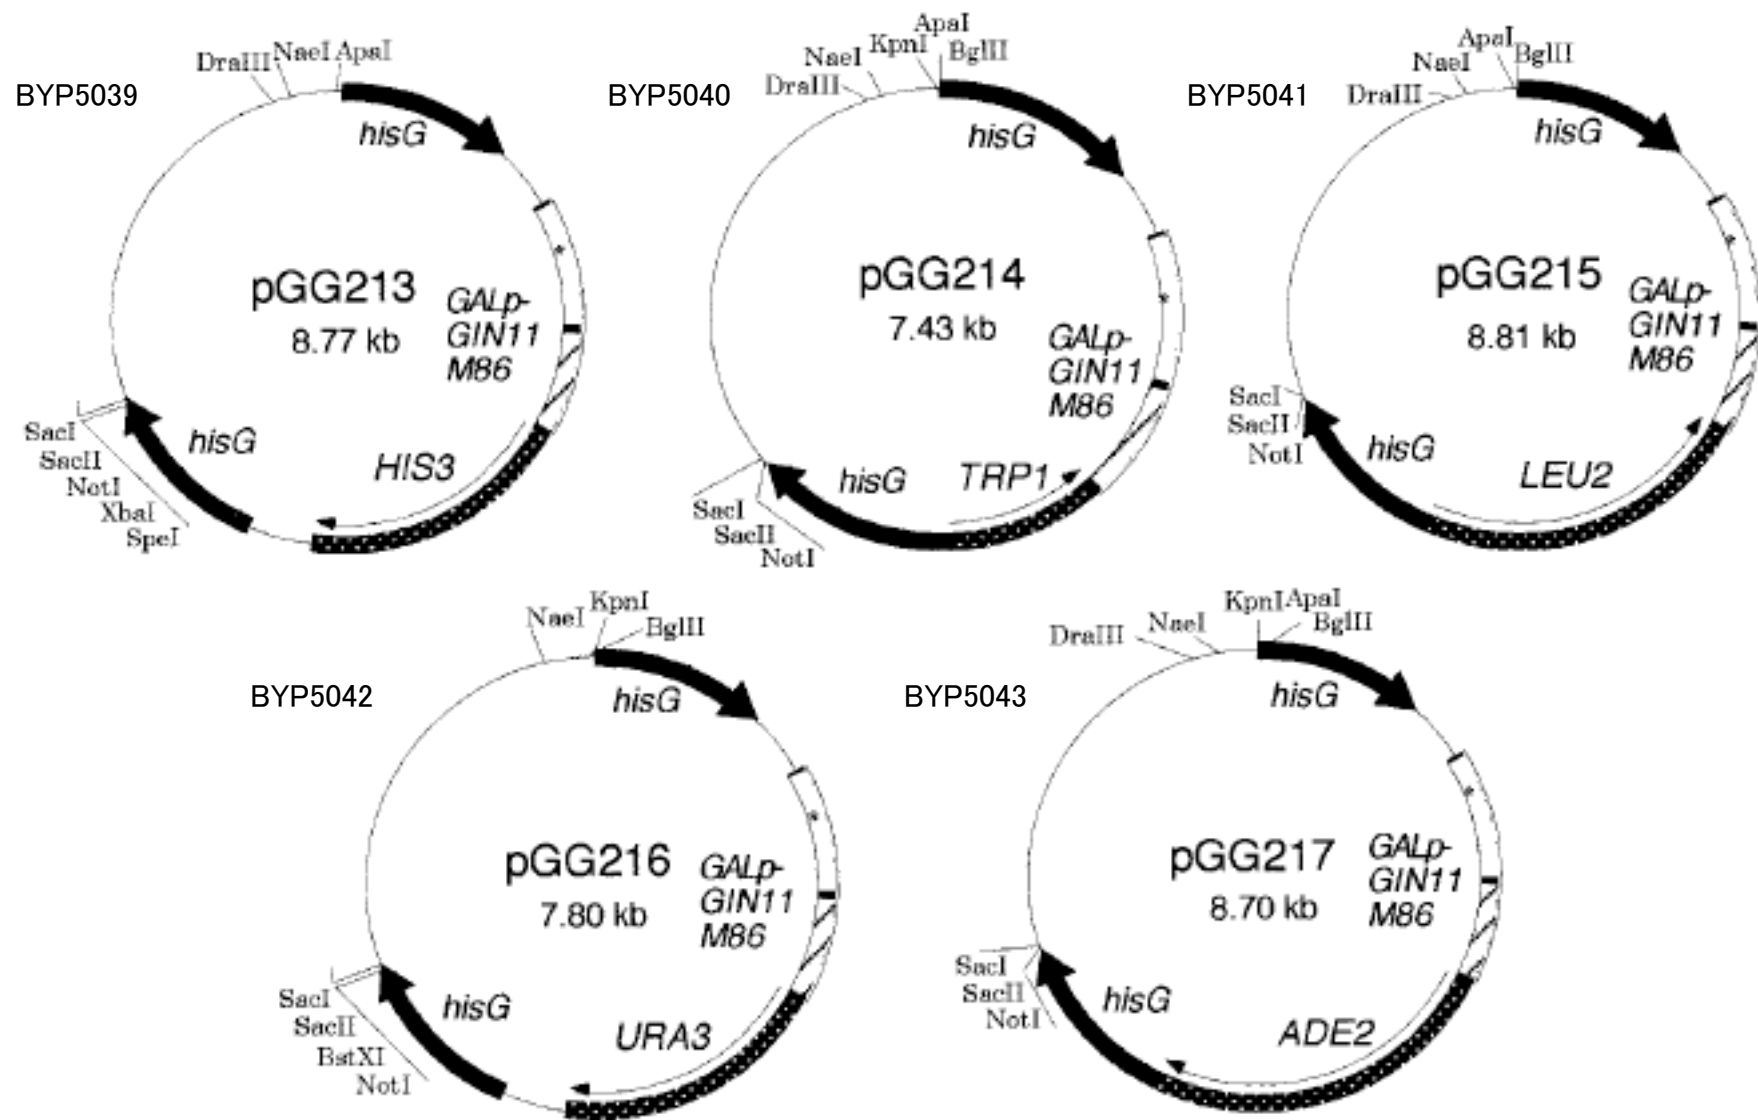 BYP5039
DraIII
NaeI
ApaI
hisG
pGG213
8.77 kb
GALp-
GIN11
M86
SacI
SacII
NotI
XbaI
SpeI
hisG
HIS3
BYP5040
DraIII
NaeI
KpnI
ApaI
BglII
hisG
pGG214
7.43 kb
GALp-
GIN11
M86
SacI
SacII
NotI
hisG
TRP1
BYP5041
DraIII
NaeI
ApaI
BglII
hisG
pGG215
8.81 kb
GALp-
GIN11
M86
SacI
SacII
NotI
hisG
LEU2
BYP5042
NaeI
KpnI
BglII
hisG
pGG216
7.80 kb
GALp-
GIN11
M86
SacI
SacII
BstXI
NotI
hisG
URA3
BYP5043
DraIII
NaeI
KpnI
ApaI
BglII
hisG
pGG217
8.70 kb
GALp-
GIN11
M86
SacI
SacII
NotI
hisG
ADE2